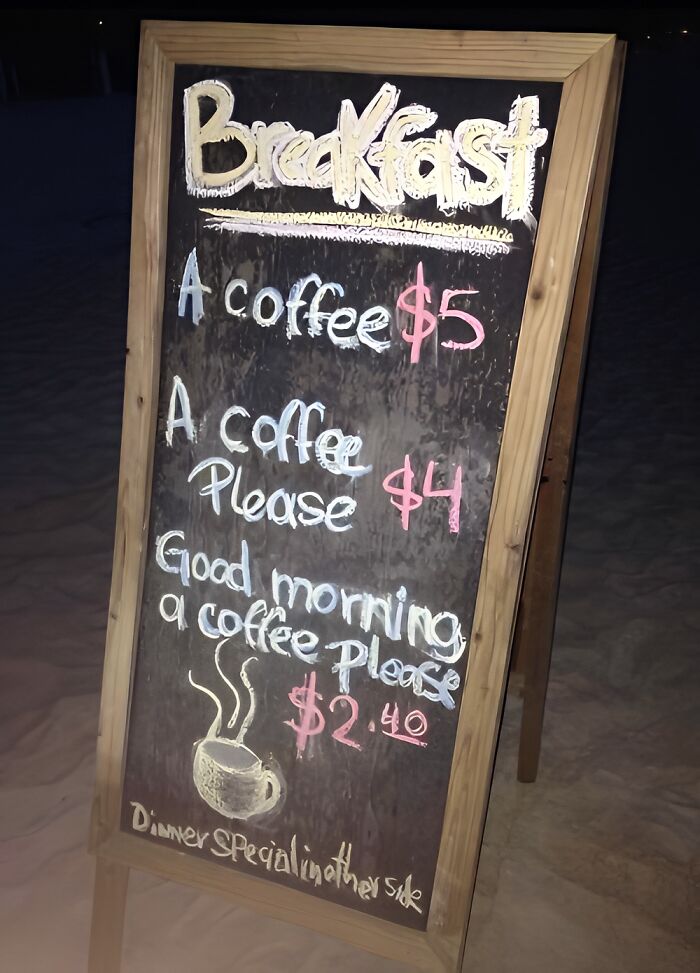 Breakfast
A coffee $5
A coffee
Please $4
Good morning
a coffee Please
$2.40
Dinner Special in other side